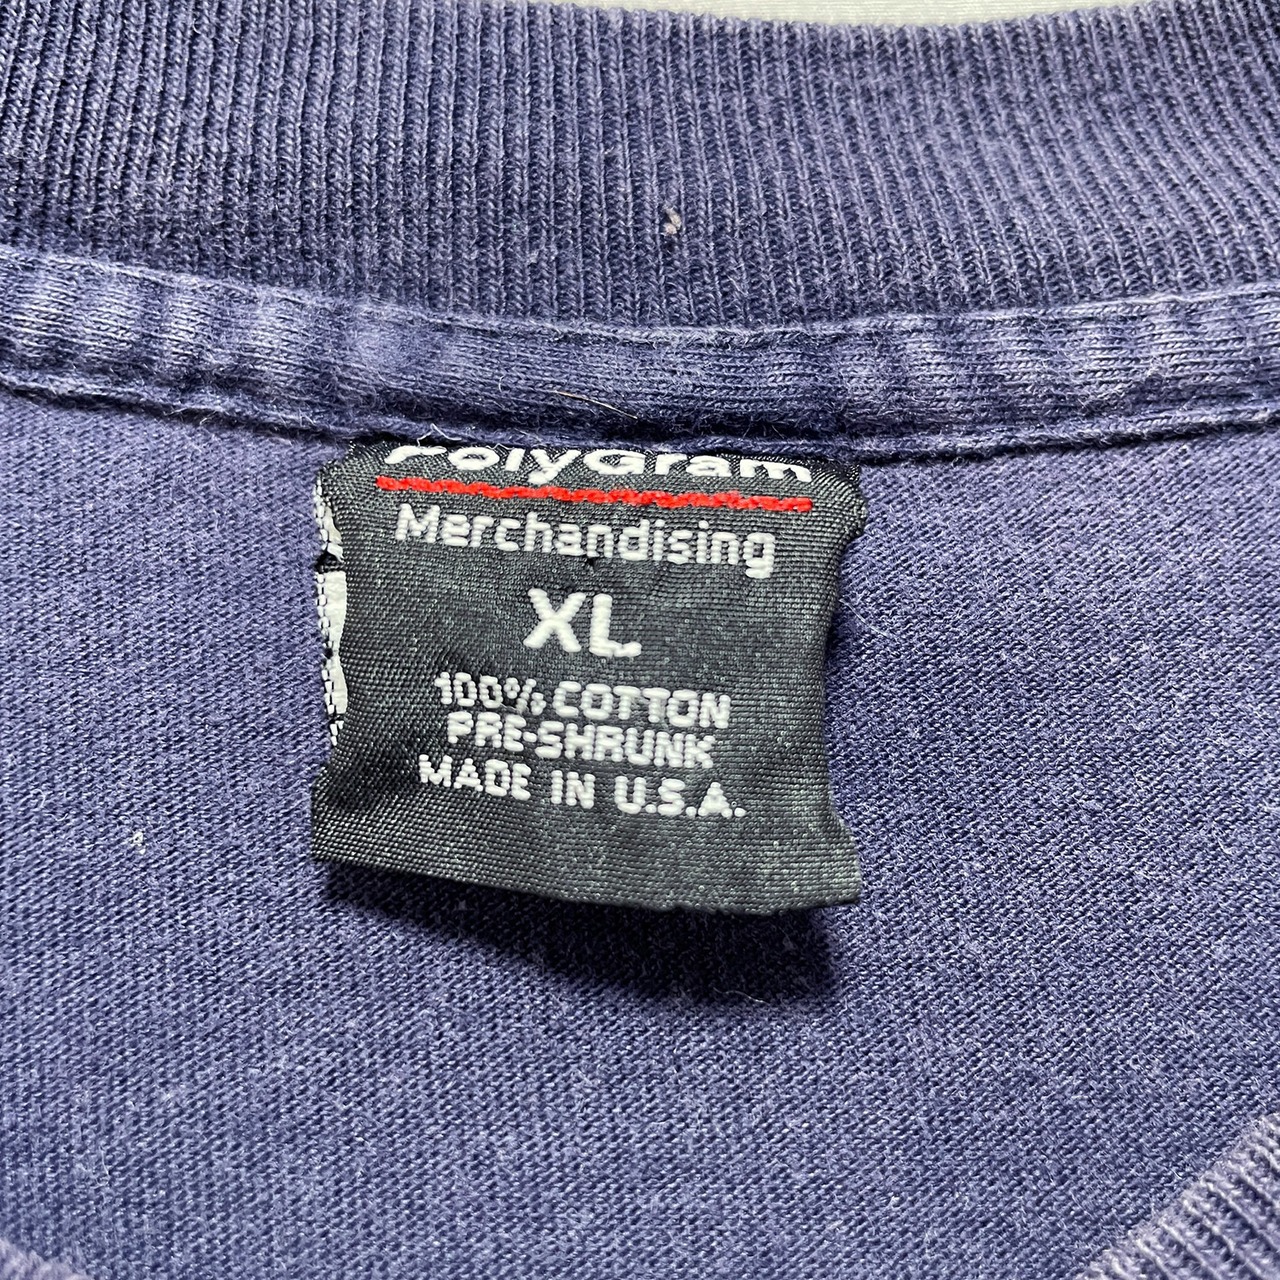 PolyGram
Merchandising
XL
100% COTTON
PRE-SHRUNK
MADE IN U.S.A.